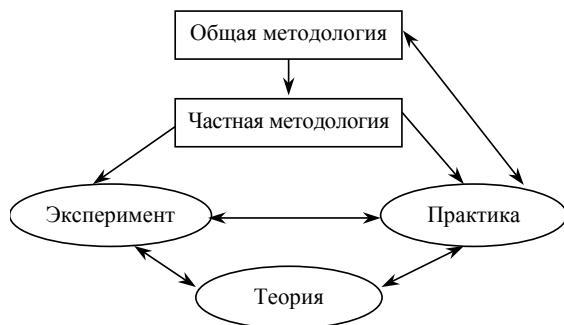 Общая методология
Частная методология
Эксперимент
Практика
Теория